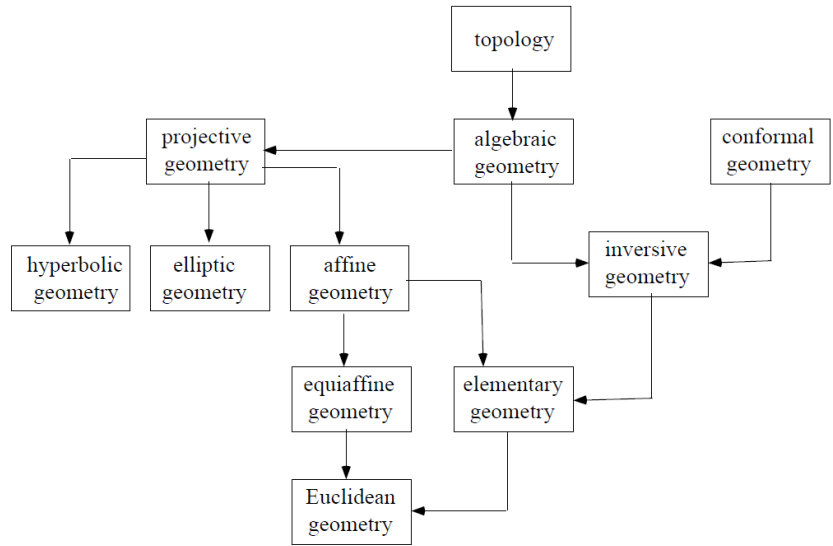 topology
projective
geometry
algebraic
geometry
conformal
geometry
hyperbolic
geometry
elliptic
geometry
affine
geometry
inversive
geometry
equiaffine
geometry
elementary
geometry
Euclidean
geometry